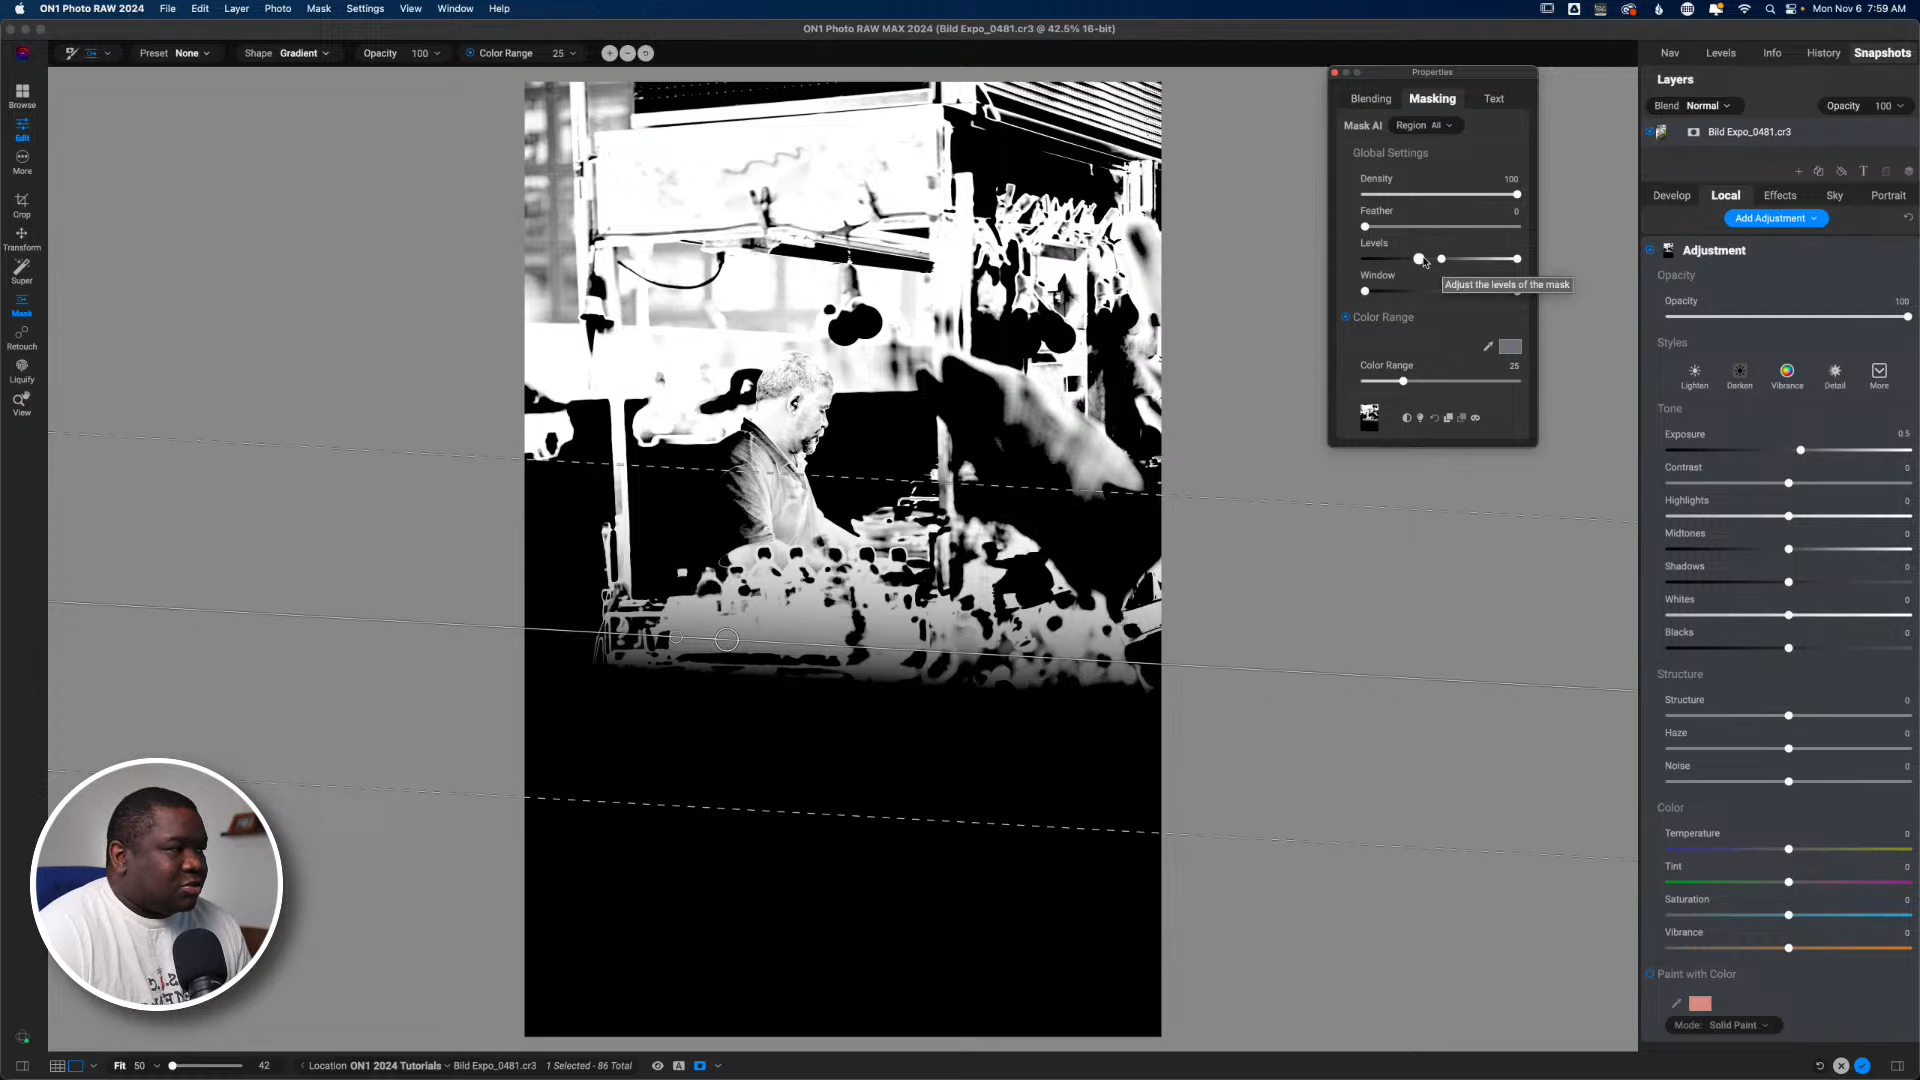 ON1 Photo RAW 2024 File Edit Layer Photo Mask Settings View Window Help Mon Nov 6 7:59 AM
ON1 Photo RAW MAX 2024 (Bild Expo_0481.cr3 @ 42.5% 16-bit)
Preset None Shape Gradient Opacity 100 Color Range 25
Nav Levels Info History Snapshots
Browse
Edit
More
Crop
Transform
Super
Mask
Retouch
Liquify
View
Properties
Blending Masking Text
Mask AI Region All
Global Settings
Density 100
Feather 0
Levels
Window
Adjust the levels of the mask
Color Range
Color Range 25
Layers
Blend Normal Opacity 100
Bild Expo_0481.cr3
Develop Local Effects Sky Portrait
Add Adjustment
Adjustment
Opacity
Opacity 100
Styles
Lighten Darken Vibrance Detail More
Tone
Exposure 0.5
Contrast 0
Highlights 0
Midtones 0
Shadows 0
Whites 0
Blacks 0
Structure
Structure 0
Haze 0
Noise 0
Color
Temperature 0
Tint 0
Saturation 0
Vibrance 0
Paint with Color
Mode: Solid Paint
Fit 50 42 Location ON1 2024 Tutorials Bild Expo_0481.cr3 1 Selected - 86 Total